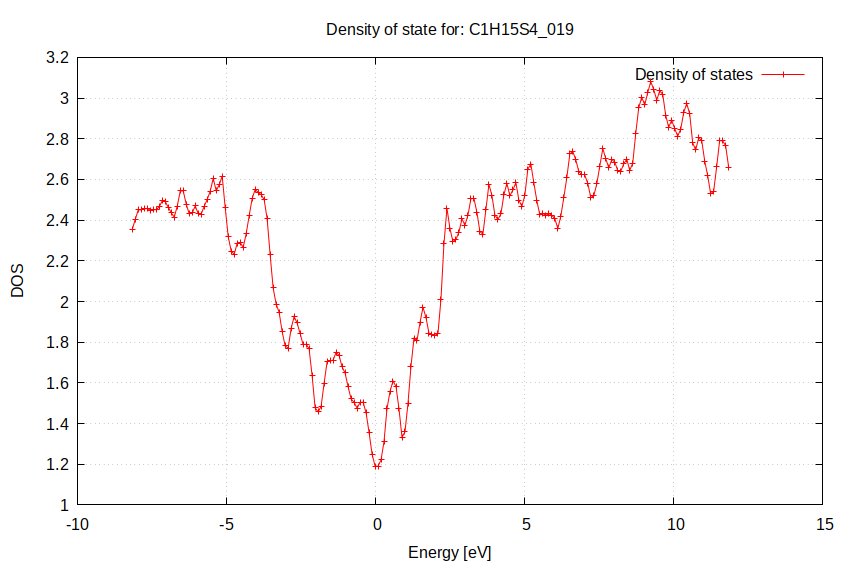 Density of state for: C1H15S4_019
Density of states
3.2
3
2.8
2.6
2.4
2.2
2
1.8
1.6
1.4
1.2
1
DOS
-10 -5 0 5 10 15
Energy [eV]